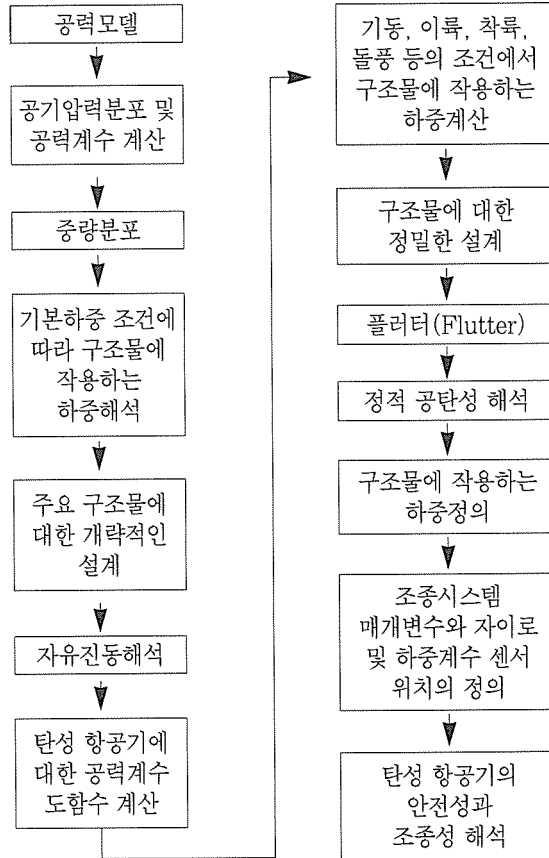 공력모델
공기압력분포 및
공력계수 계산
중량분포
기본하중 조건에
따라 구조물에
작용하는
하중해석
주요 구조물에
대한 개략적인
설계
자유진동해석
탄성 항공기에
대한 공력계수
도함수 계산
기동, 이륙, 착륙,
돌풍 등의 조건에서
구조물에 작용하는
하중계산
구조물에 대한
정밀한 설계
플러터(Flutter)
정적 공탄성 해석
구조물에 작용하는
하중정의
조종시스템
매개변수와 자이로
및 하중계수 센서
위치의 정의
탄성 항공기의
안전성과
조종성 해석